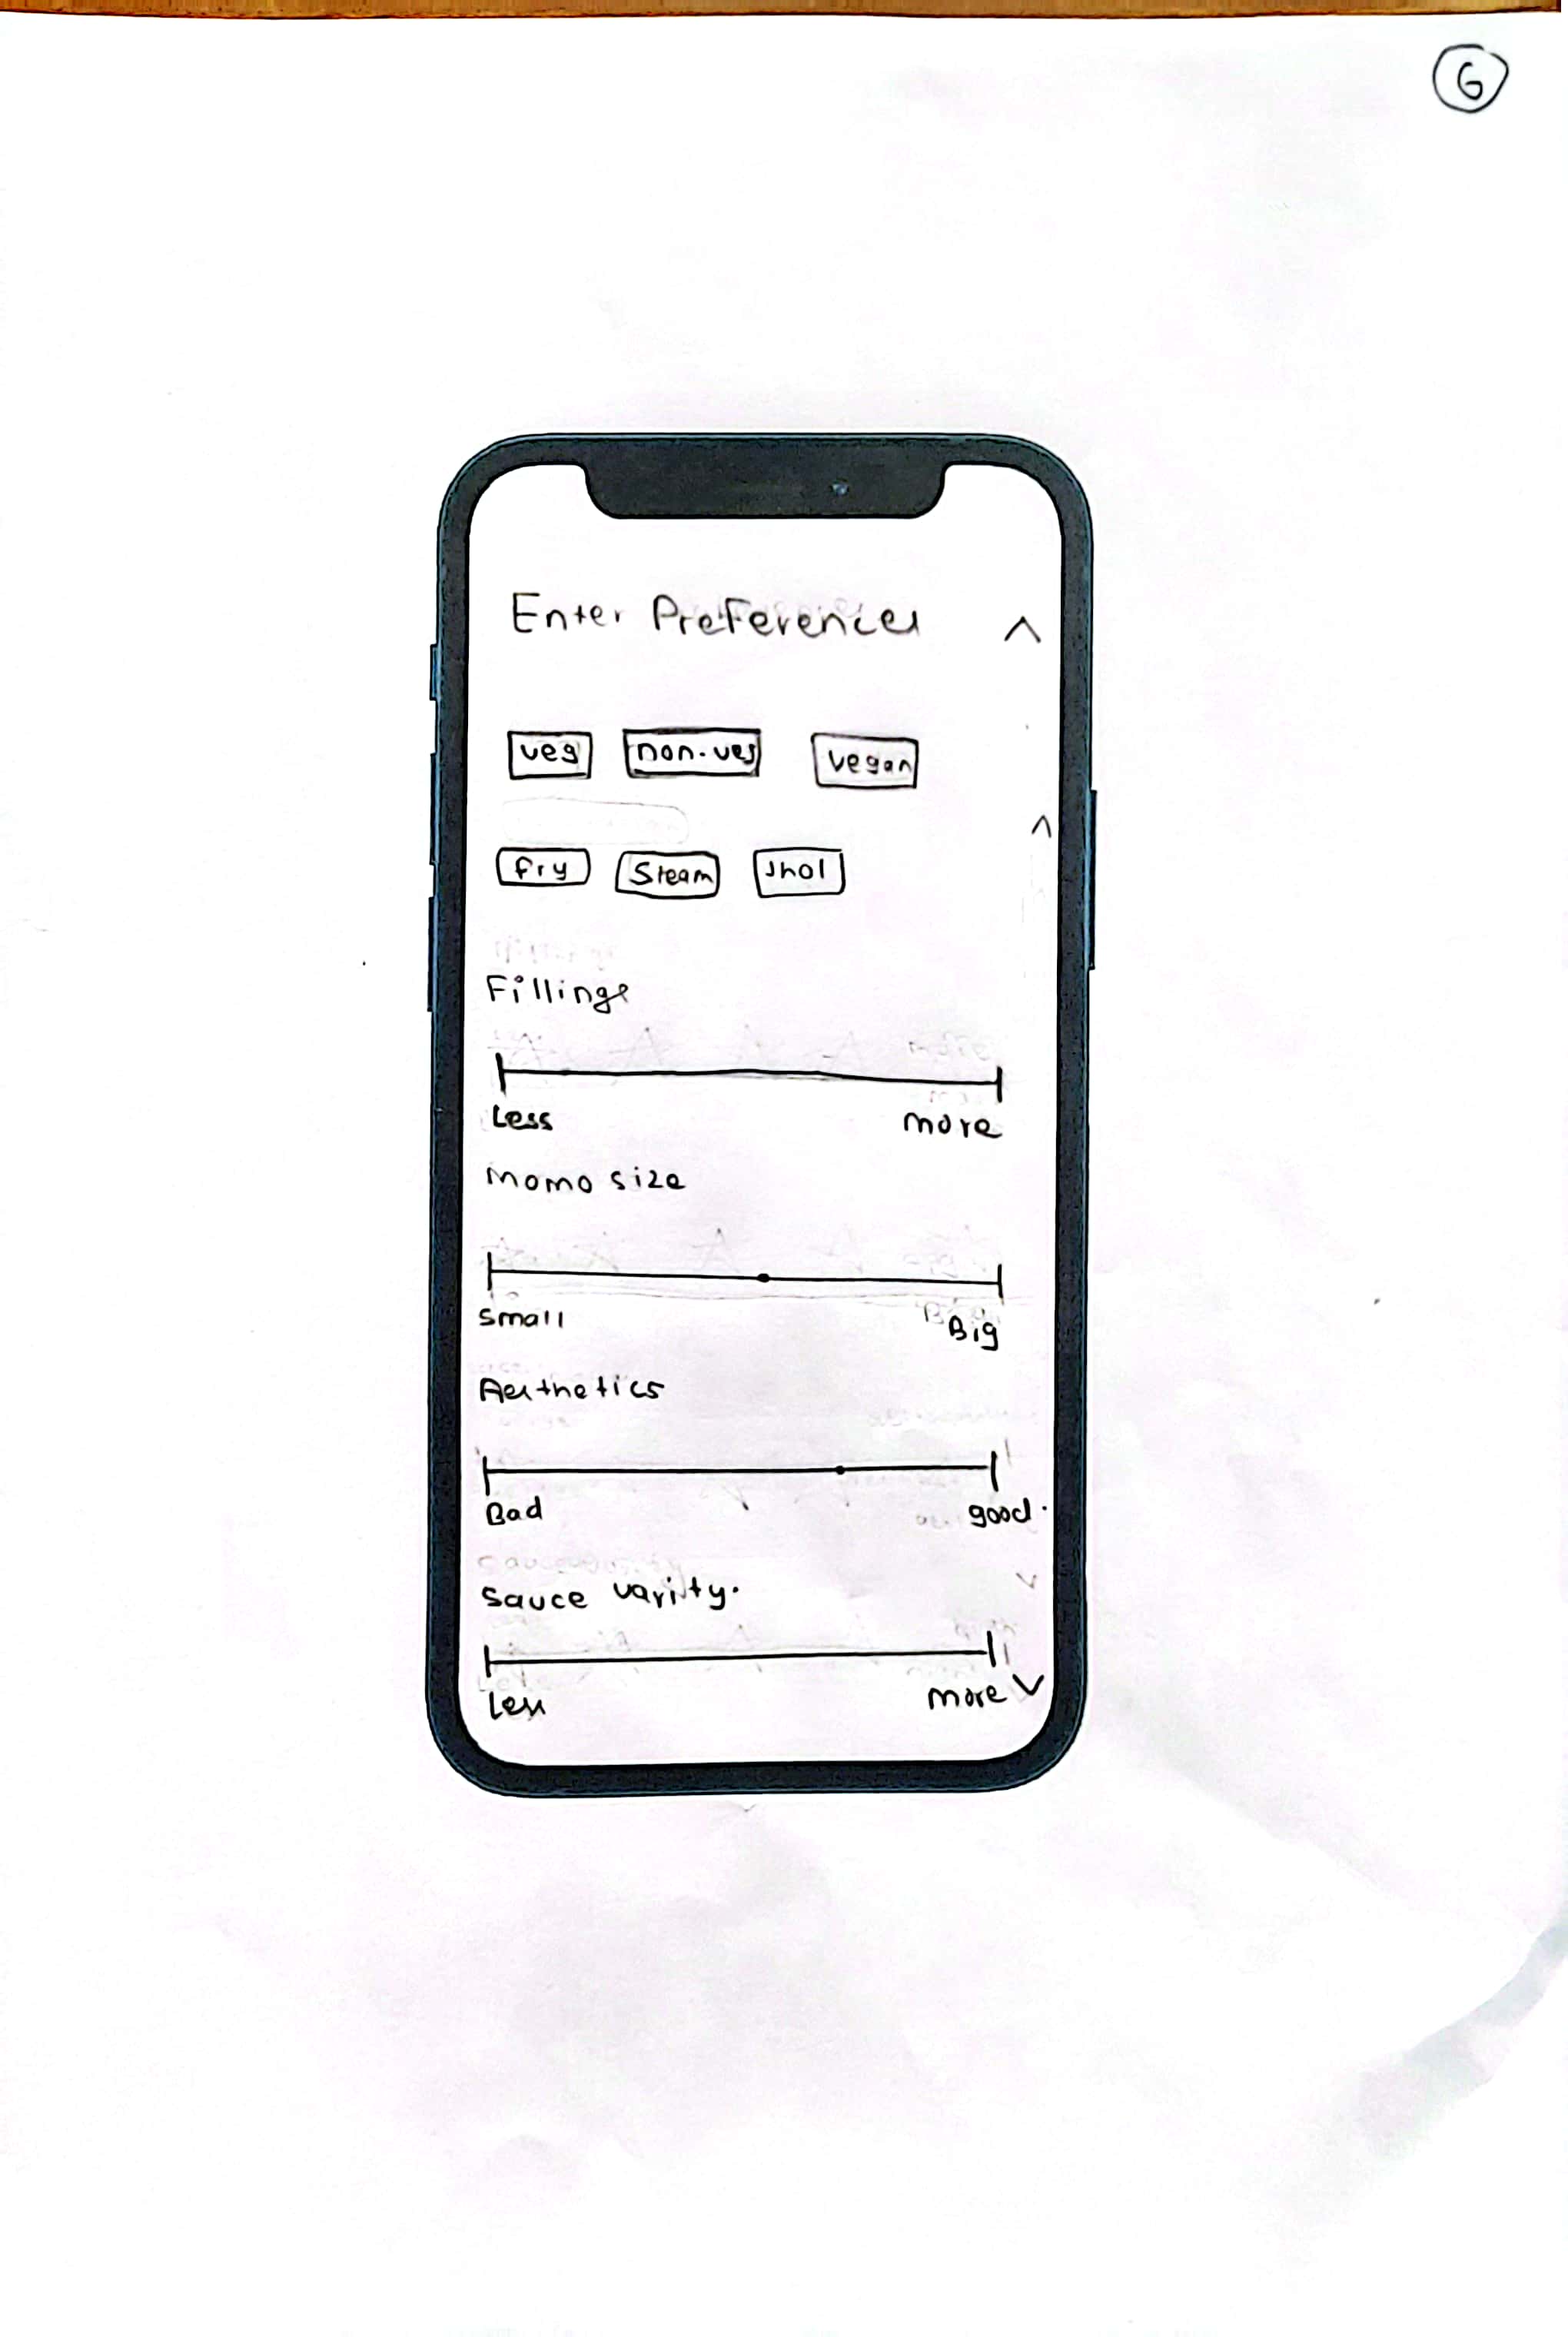 6
Enter Preferences
veg non-veg vegan
fry Steam Jhol
Fillings
Less more
momo size
Small Big
Aesthetics
Bad good.
Sauce varity.
Less more